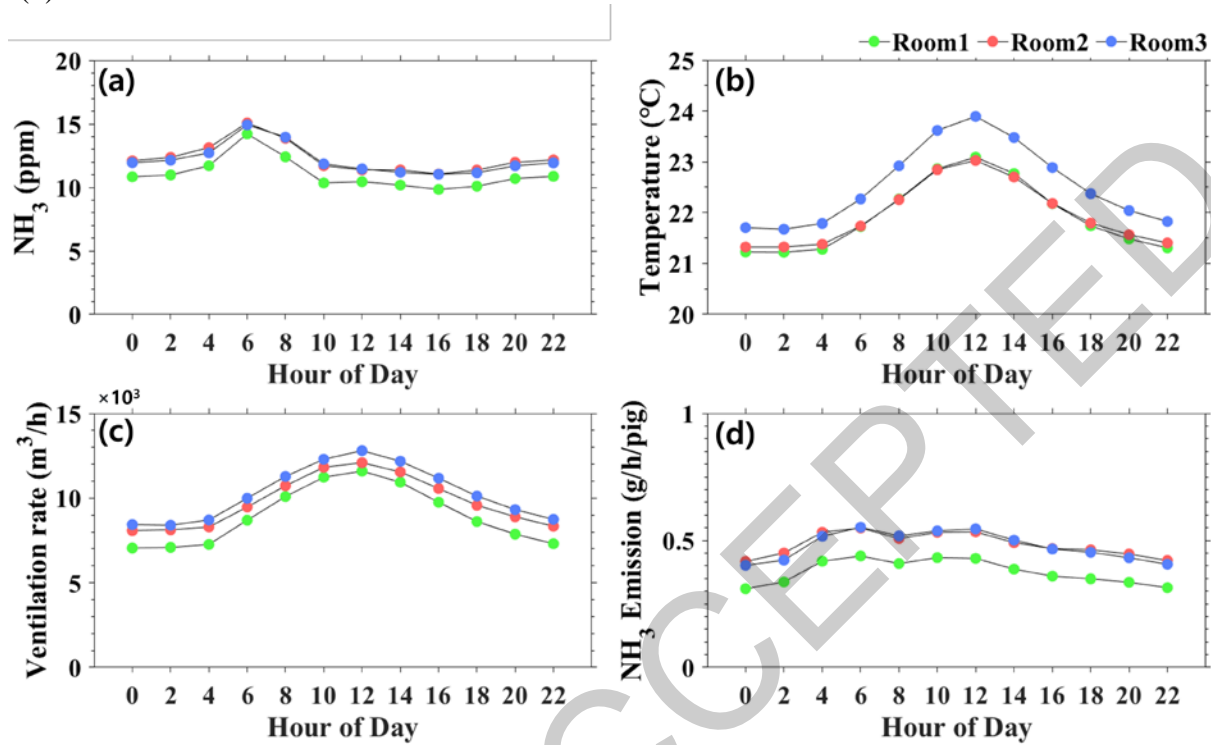 Room1 Room2 Room3
(a)
NH3 (ppm)
20
15
10
5
0
0 2 4 6 8 10 12 14 16 18 20 22
Hour of Day
(b)
Temperature (°C)
25
24
23
22
21
20
0 2 4 6 8 10 12 14 16 18 20 22
Hour of Day
×10³
(c)
Ventilation rate (m³/h)
15
10
5
0
0 2 4 6 8 10 12 14 16 18 20 22
Hour of Day
(d)
NH3 Emission (g/h/pig)
1
0.5
0
0 2 4 6 8 10 12 14 16 18 20 22
Hour of Day
CCEPTED